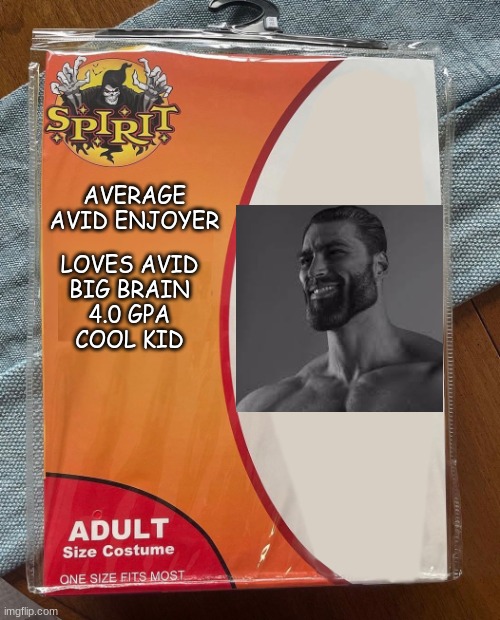 SPIRIT
AVERAGE
AVID ENJOYER
LOVES AVID
BIG BRAIN
4.0 GPA
COOL KID
ADULT
Size Costume
ONE SIZE FITS MOST
imgflip.com